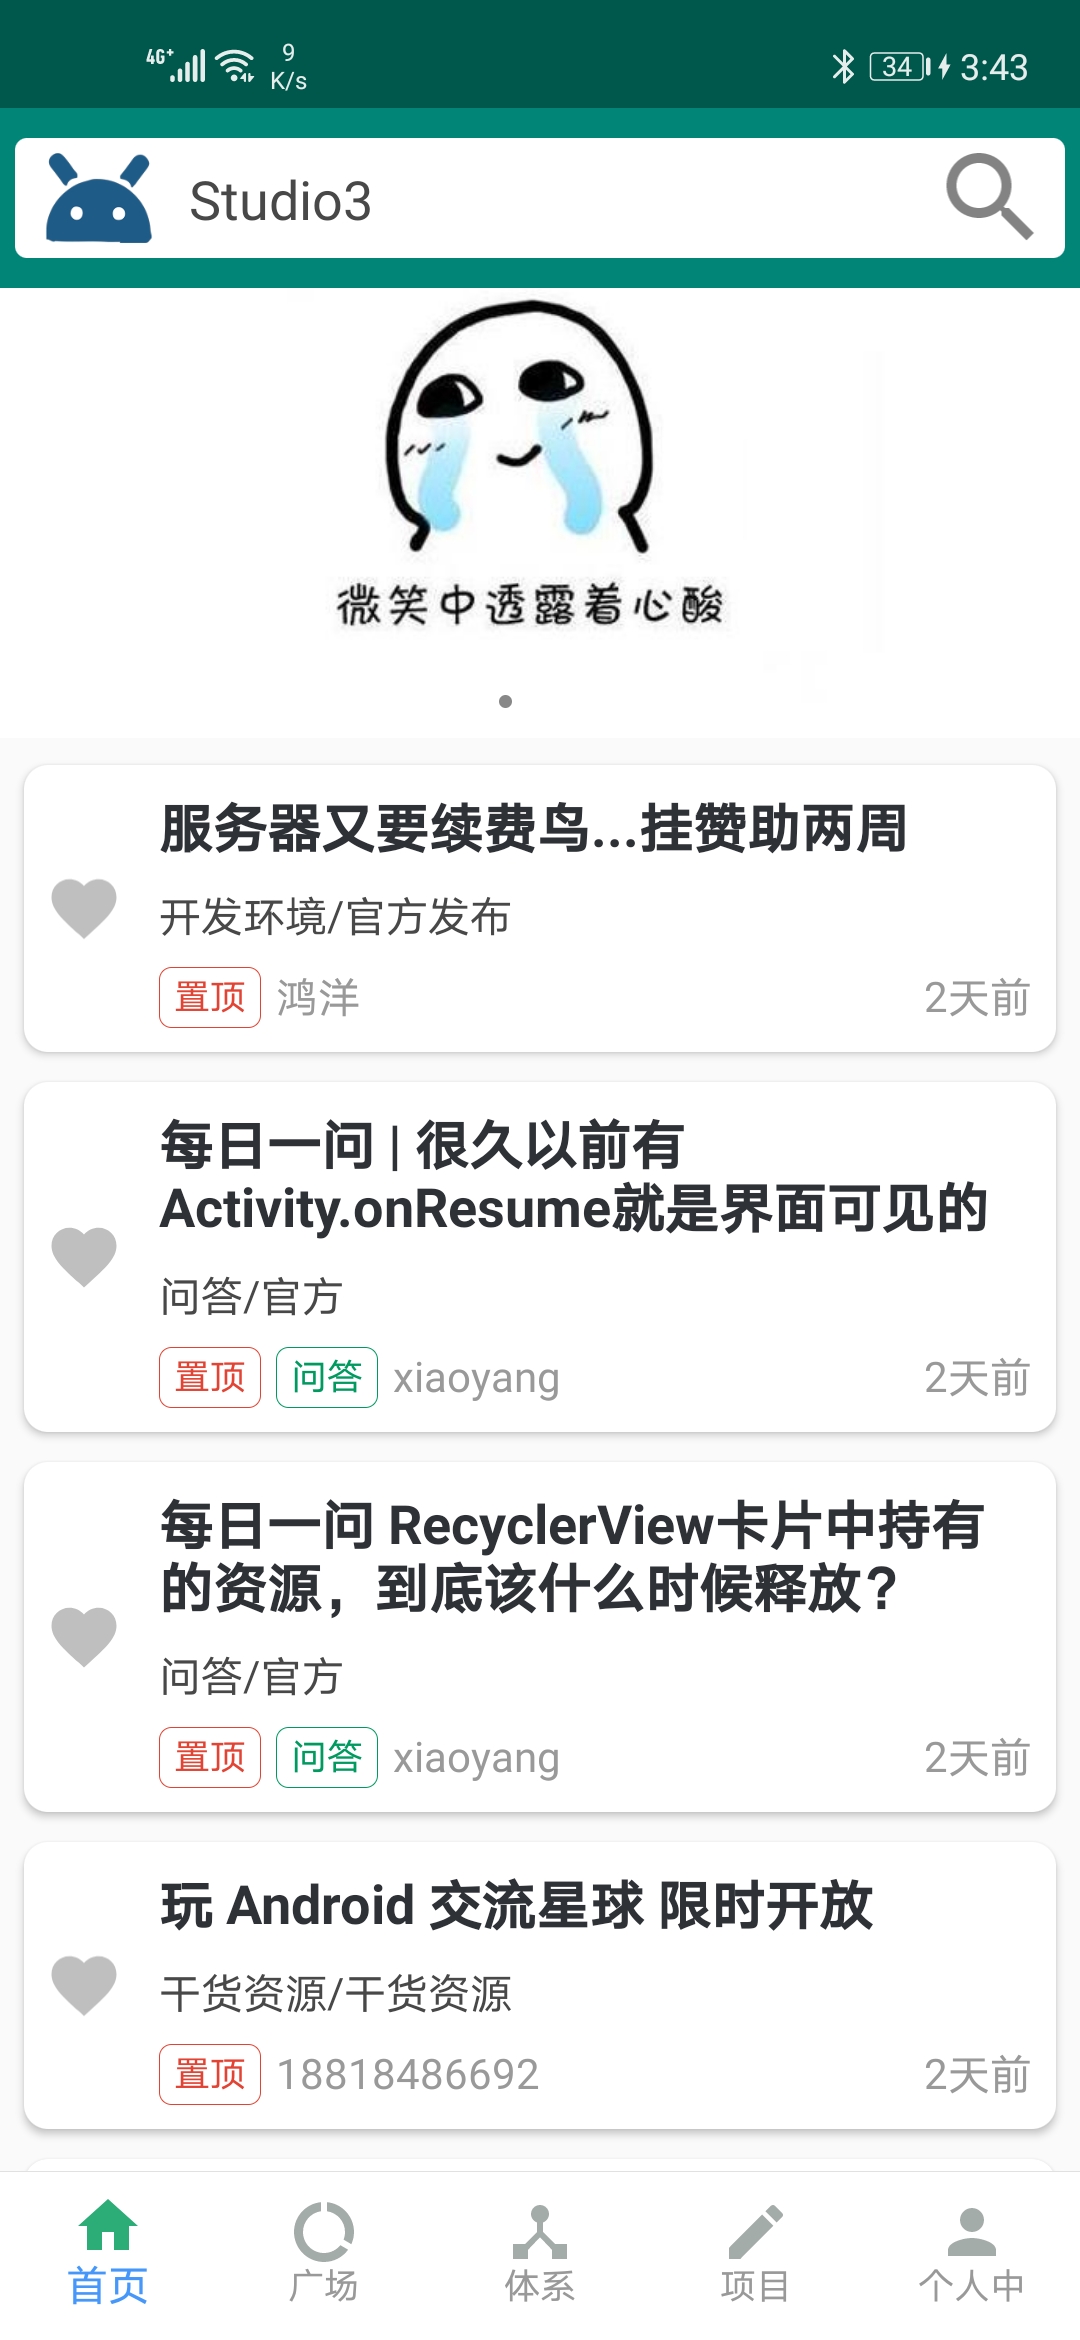 4G+
9
K/s
34
3:43
Studio3
微笑中透露着心酸
服务器又要续费鸟...挂赞助两周
开发环境/官方发布
置顶 鸿洋 2天前
每日一问 | 很久以前有
Activity.onResume就是界面可见的
问答/官方
置顶 问答 xiaoyang 2天前
每日一问 RecyclerView卡片中持有
的资源，到底该什么时候释放？
问答/官方
置顶 问答 xiaoyang 2天前
玩 Android 交流星球 限时开放
干货资源/干货资源
置顶 18818486692 2天前
首页 广场 体系 项目 个人中